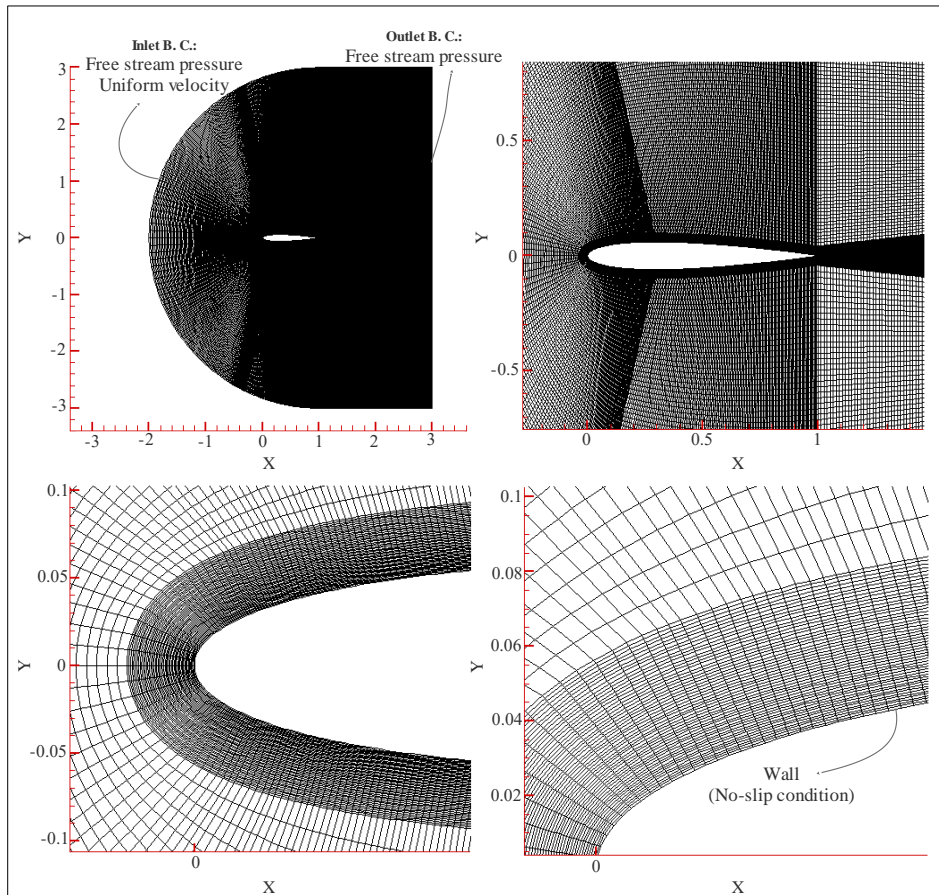 Inlet B. C.:
Free stream pressure
Uniform velocity
Outlet B. C.:
Free stream pressure
3
2
1
0
-1
-2
-3
Y
-3 -2 -1 0 1 2 3
X
0.5
0
-0.5
Y
0 0.5 1
X
0.1
0.05
0
-0.05
-0.1
Y
0
X
0.1
0.08
0.06
0.04
0.02
Y
Wall
(No-slip condition)
0
X